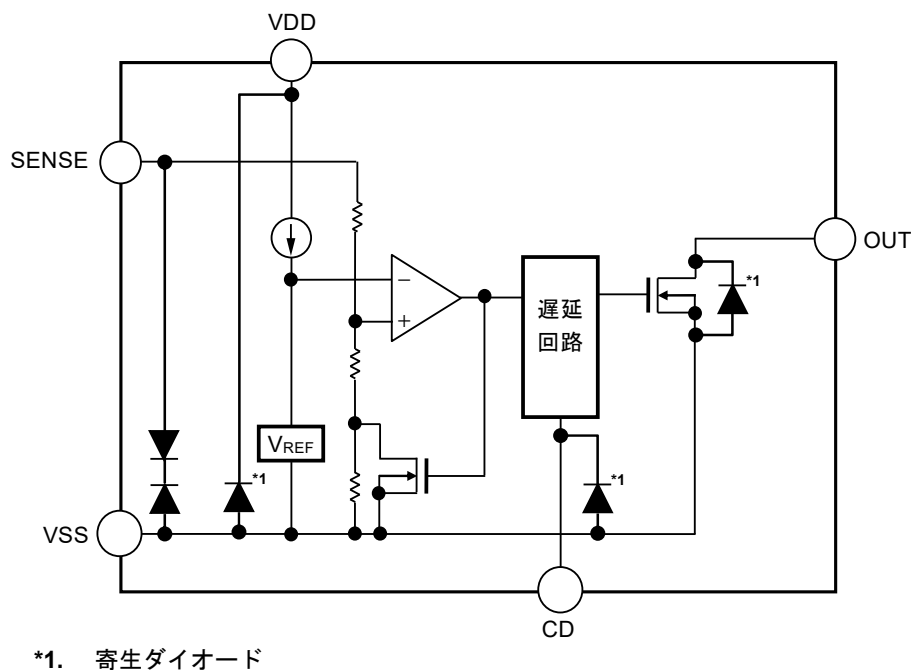 VDD
SENSE
OUT
−
+
*1
遅延
回路
VREF
*1
*1
VSS
CD
*1. 寄生ダイオード